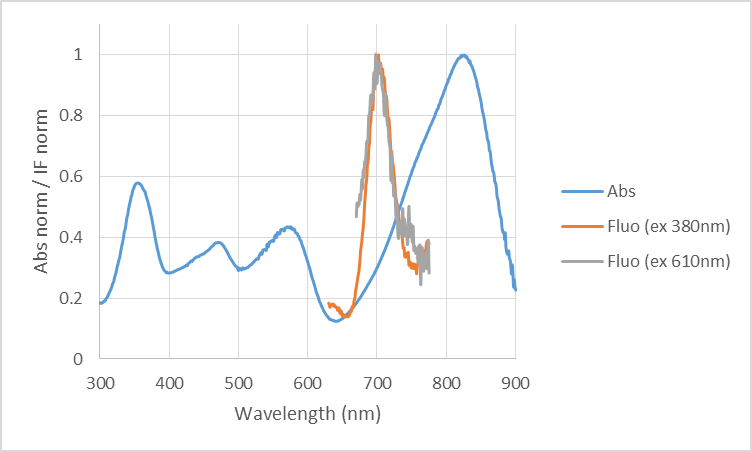 Abs norm / IF norm
1
0.8
0.6
0.4
0.2
0
300 400 500 600 700 800 900
Wavelength (nm)
Abs
Fluo (ex 380nm)
Fluo (ex 610nm)